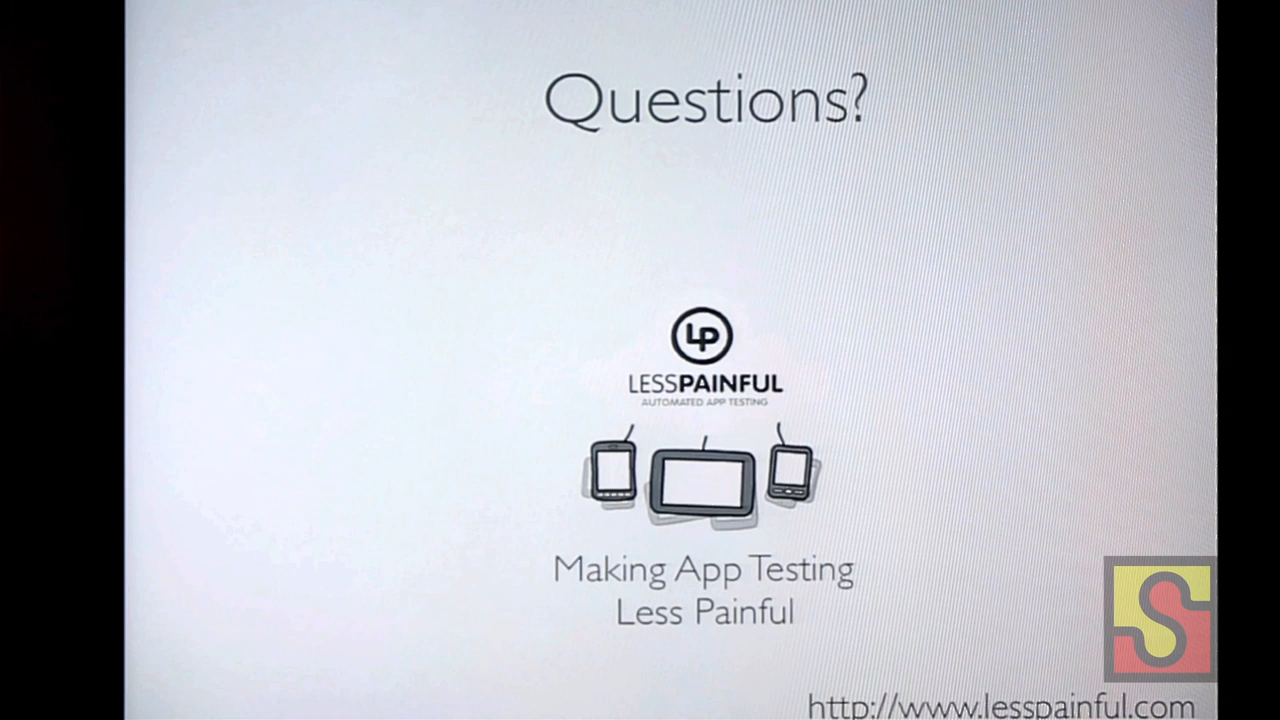 Questions?
LP
LESSPAINFUL
AUTOMATED APP TESTING
Making App Testing
Less Painful
http://www.lesspainful.com
S